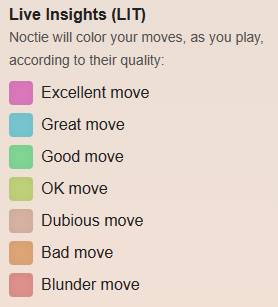 Live Insights (LIT)
Noctie will color your moves, as you play,
according to their quality:
Excellent move
Great move
Good move
OK move
Dubious move
Bad move
Blunder move